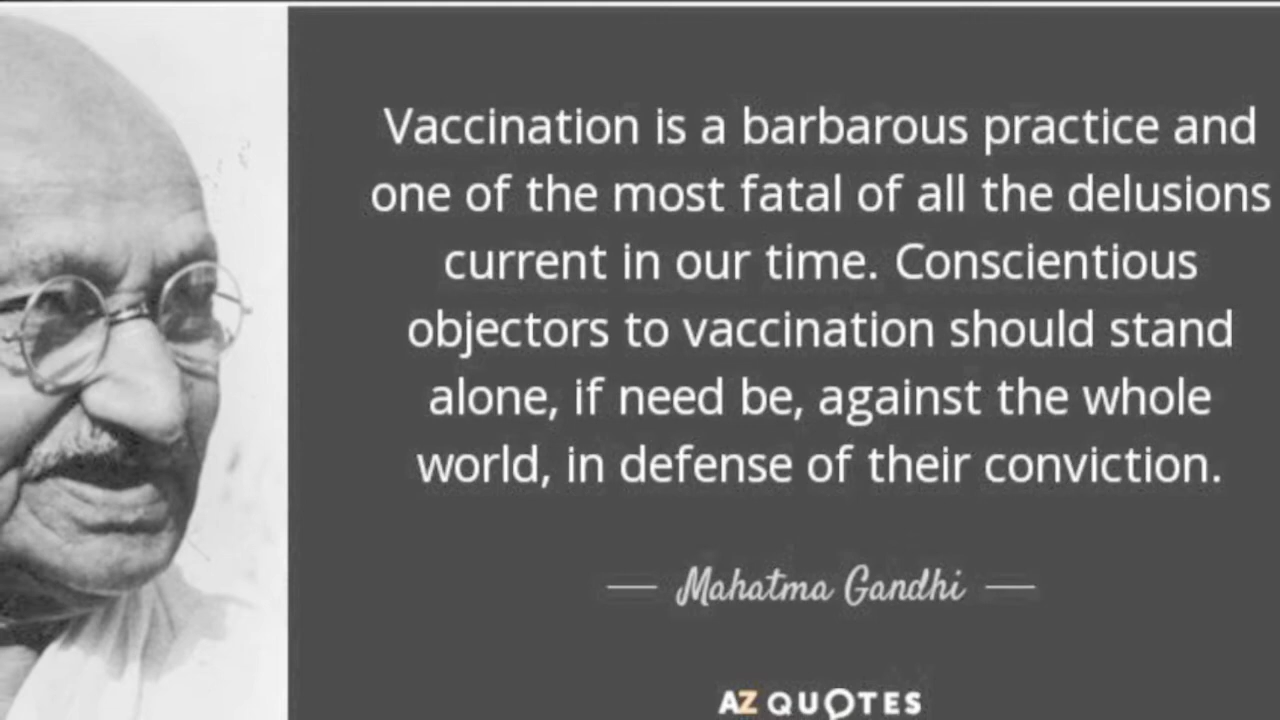 Vaccination is a barbarous practice and
one of the most fatal of all the delusions
current in our time. Conscientious
objectors to vaccination should stand
alone, if need be, against the whole
world, in defense of their conviction.
— Mahatma Gandhi —
AZ QUOTES